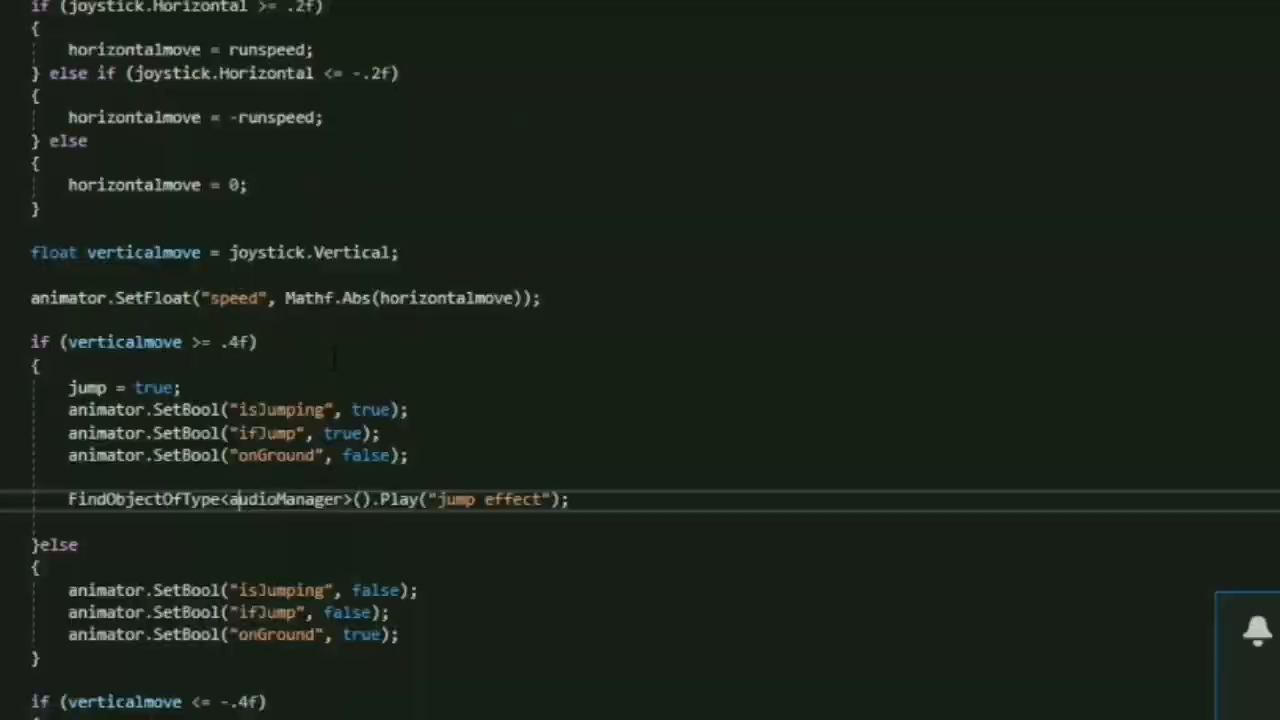 if (joystick.Horizontal >= .2f)
{
horizontalmove = runspeed;
} else if (joystick.Horizontal <= -.2f)
{
horizontalmove = -runspeed;
} else
{
horizontalmove = 0;
}
float verticalmove = joystick.Vertical;
animator.SetFloat("speed", Mathf.Abs(horizontalmove));
if (verticalmove >= .4f)
{
jump = true;
animator.SetBool("isJumping", true);
animator.SetBool("ifJump", true);
animator.SetBool("onGround", false);
FindObjectOfType<audioManager>().Play("jump effect");
}else
{
animator.SetBool("isJumping", false);
animator.SetBool("ifJump", false);
animator.SetBool("onGround", true);
}
if (verticalmove <= -.4f)